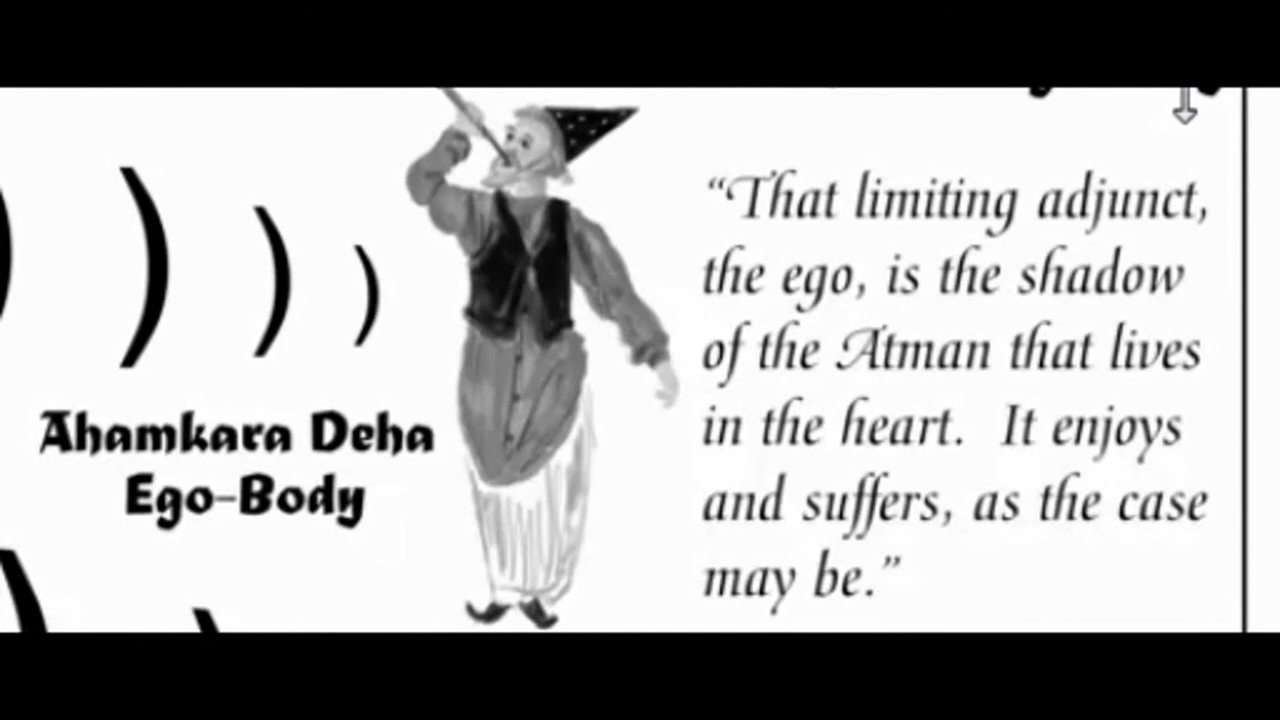 Ahamkara Deha
Ego-Body
“That limiting adjunct,
the ego, is the shadow
of the Atman that lives
in the heart. It enjoys
and suffers, as the case
may be.”